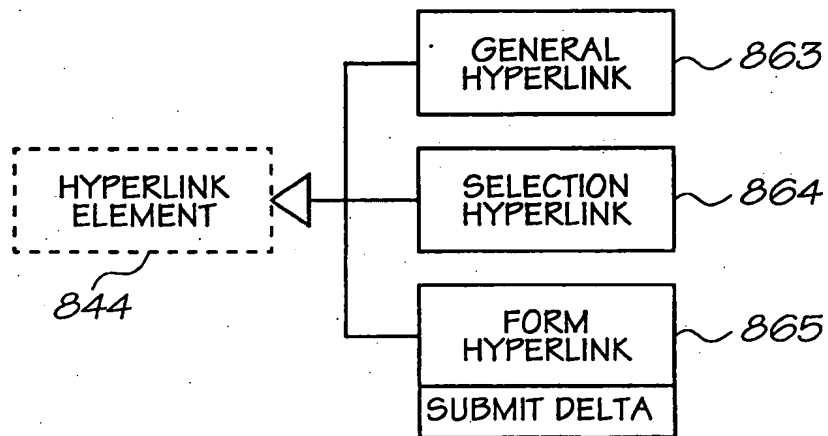 GENERAL
HYPERLINK
863
HYPERLINK
ELEMENT
844
SELECTION
HYPERLINK
864
FORM
HYPERLINK
865
SUBMIT DELTA